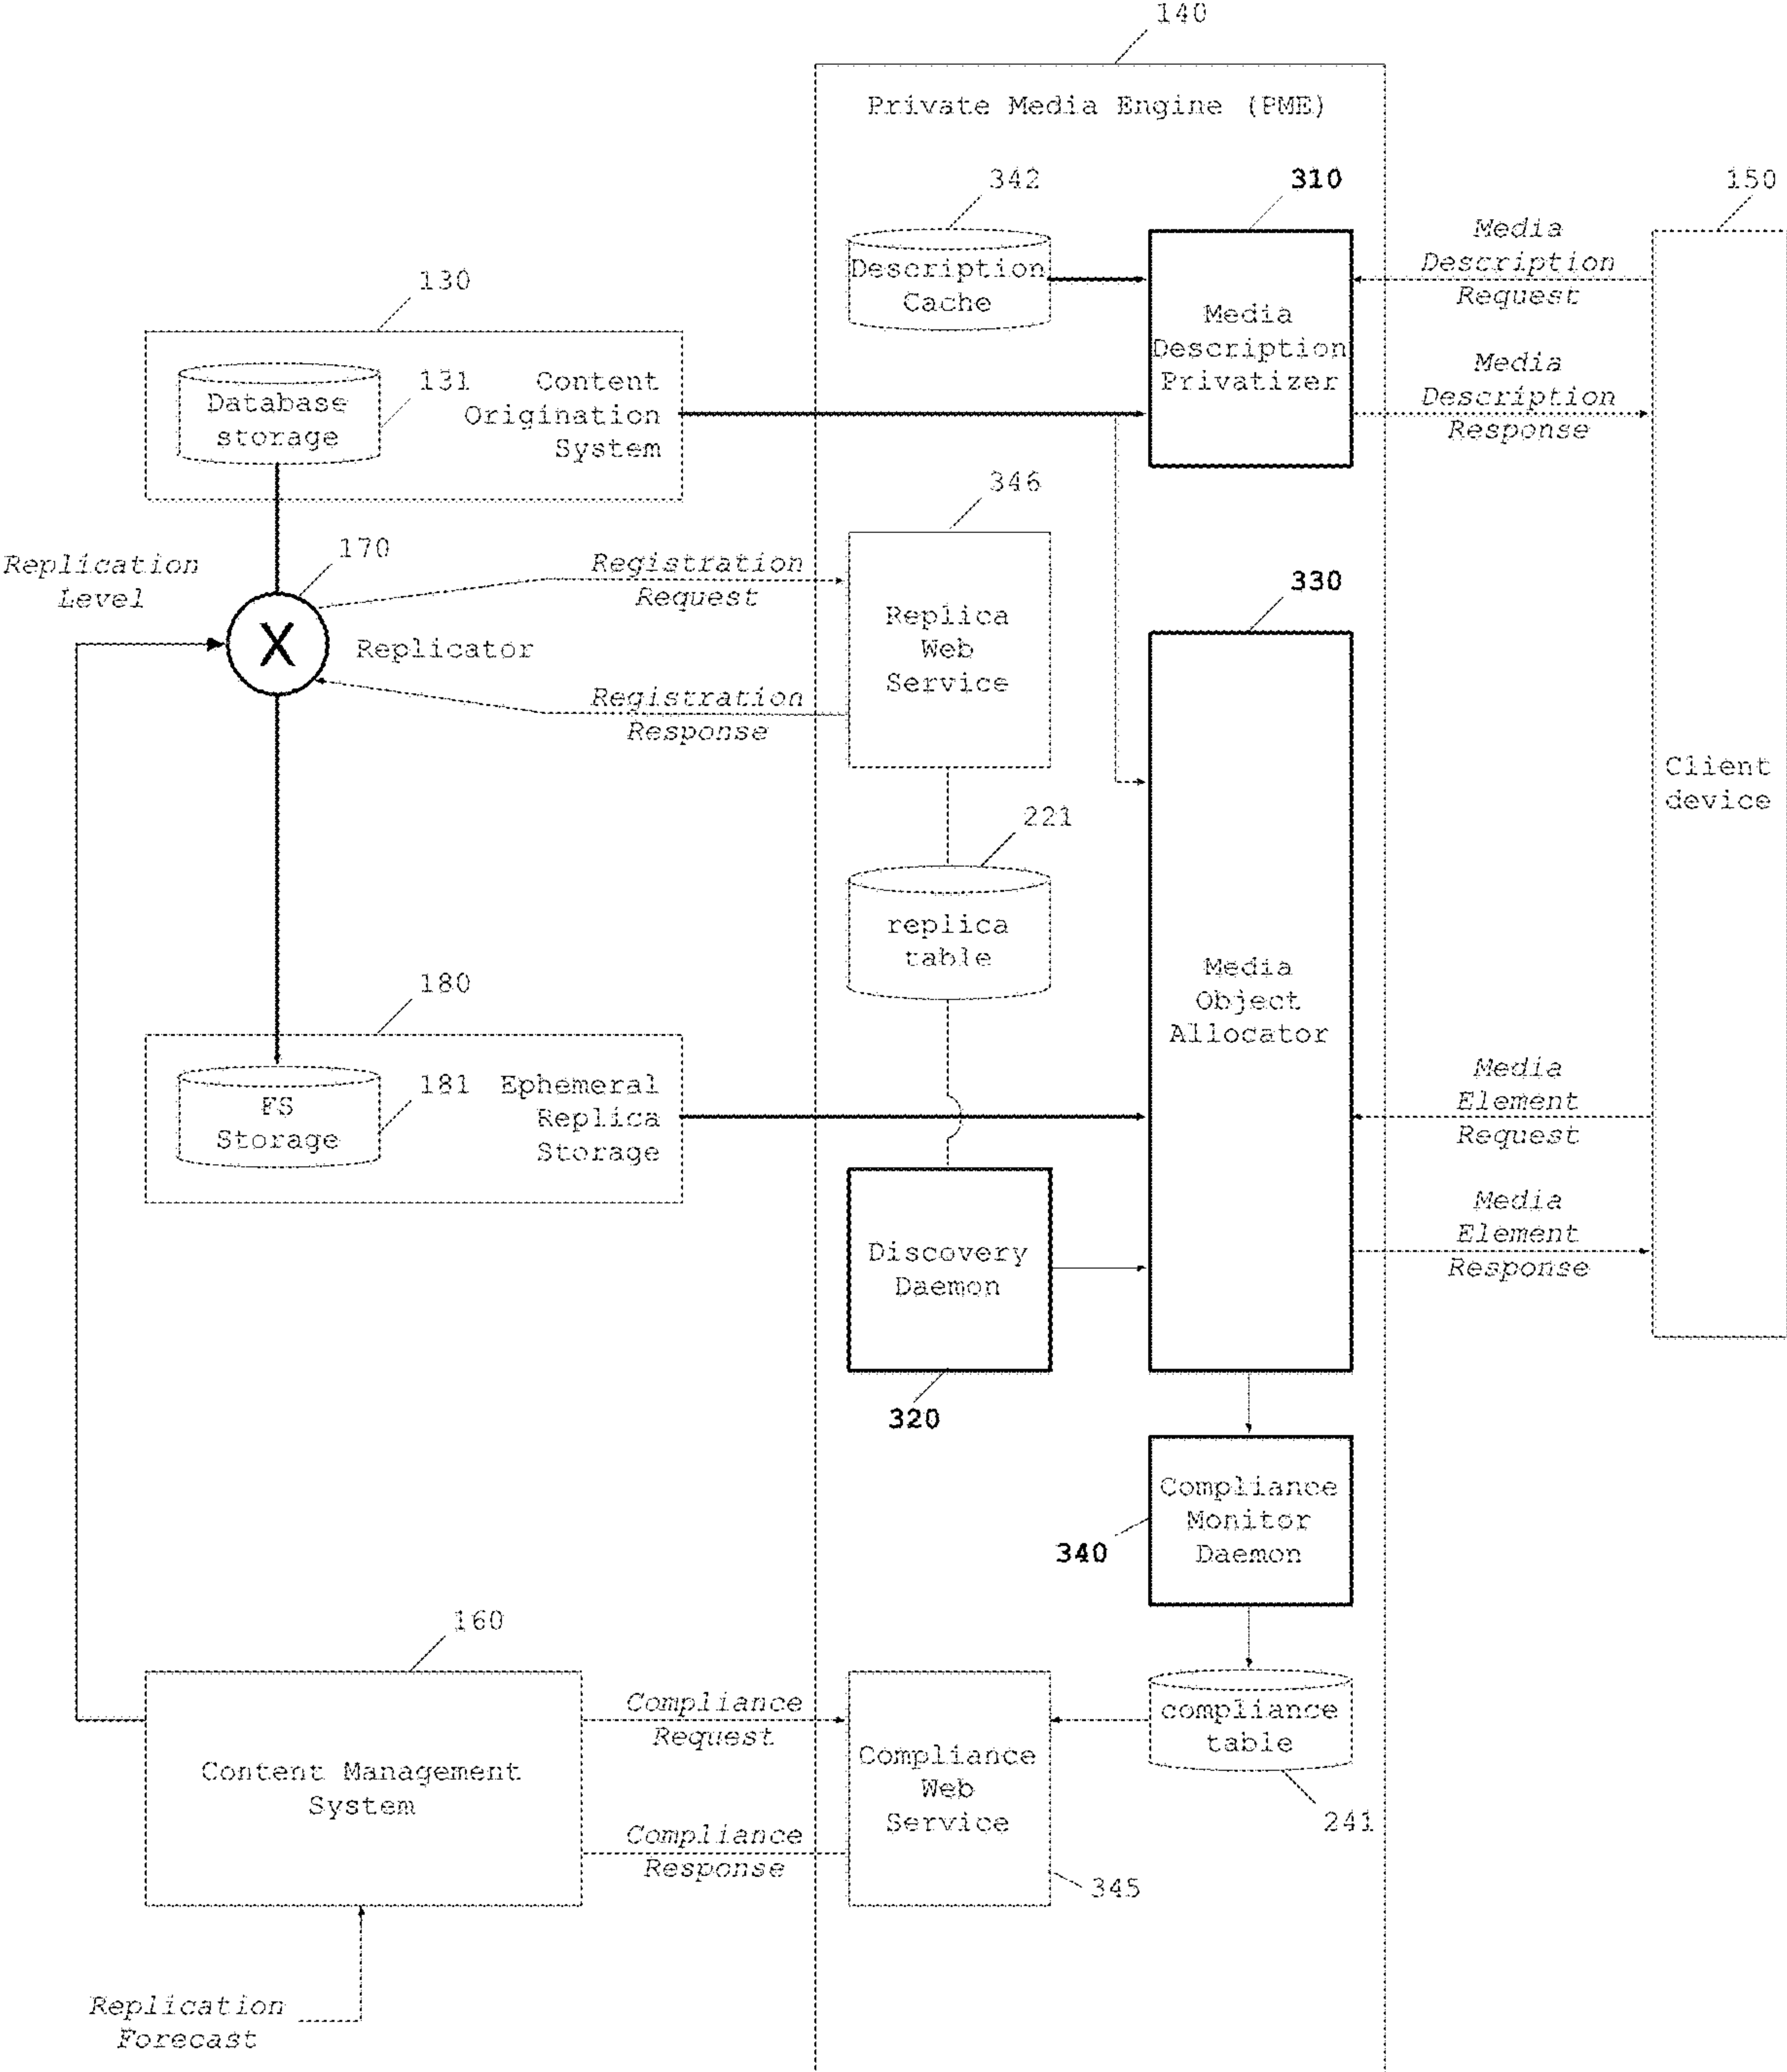 140
Private Media Engine (PME)
342
310
150
Description
Cache
Media
Description
Privatizer
Media
Description
Request
Media
Description
Response
130
Database
storage
131
Content
Origination
System
346
Replication
Level
170
X
Replicator
Registration
Request
Registration
Response
Replica
Web
Service
330
Client
device
221
replica
table
Media
Object
Allocator
180
FS
Storage
181
Ephemeral
Replica
Storage
Media
Element
Request
Media
Element
Response
Discovery
Daemon
320
Compliance
Monitor
Daemon
340
160
Content Management
System
Compliance
Request
Compliance
Response
Compliance
Web
Service
345
compliance
table
241
Replication
Forecast